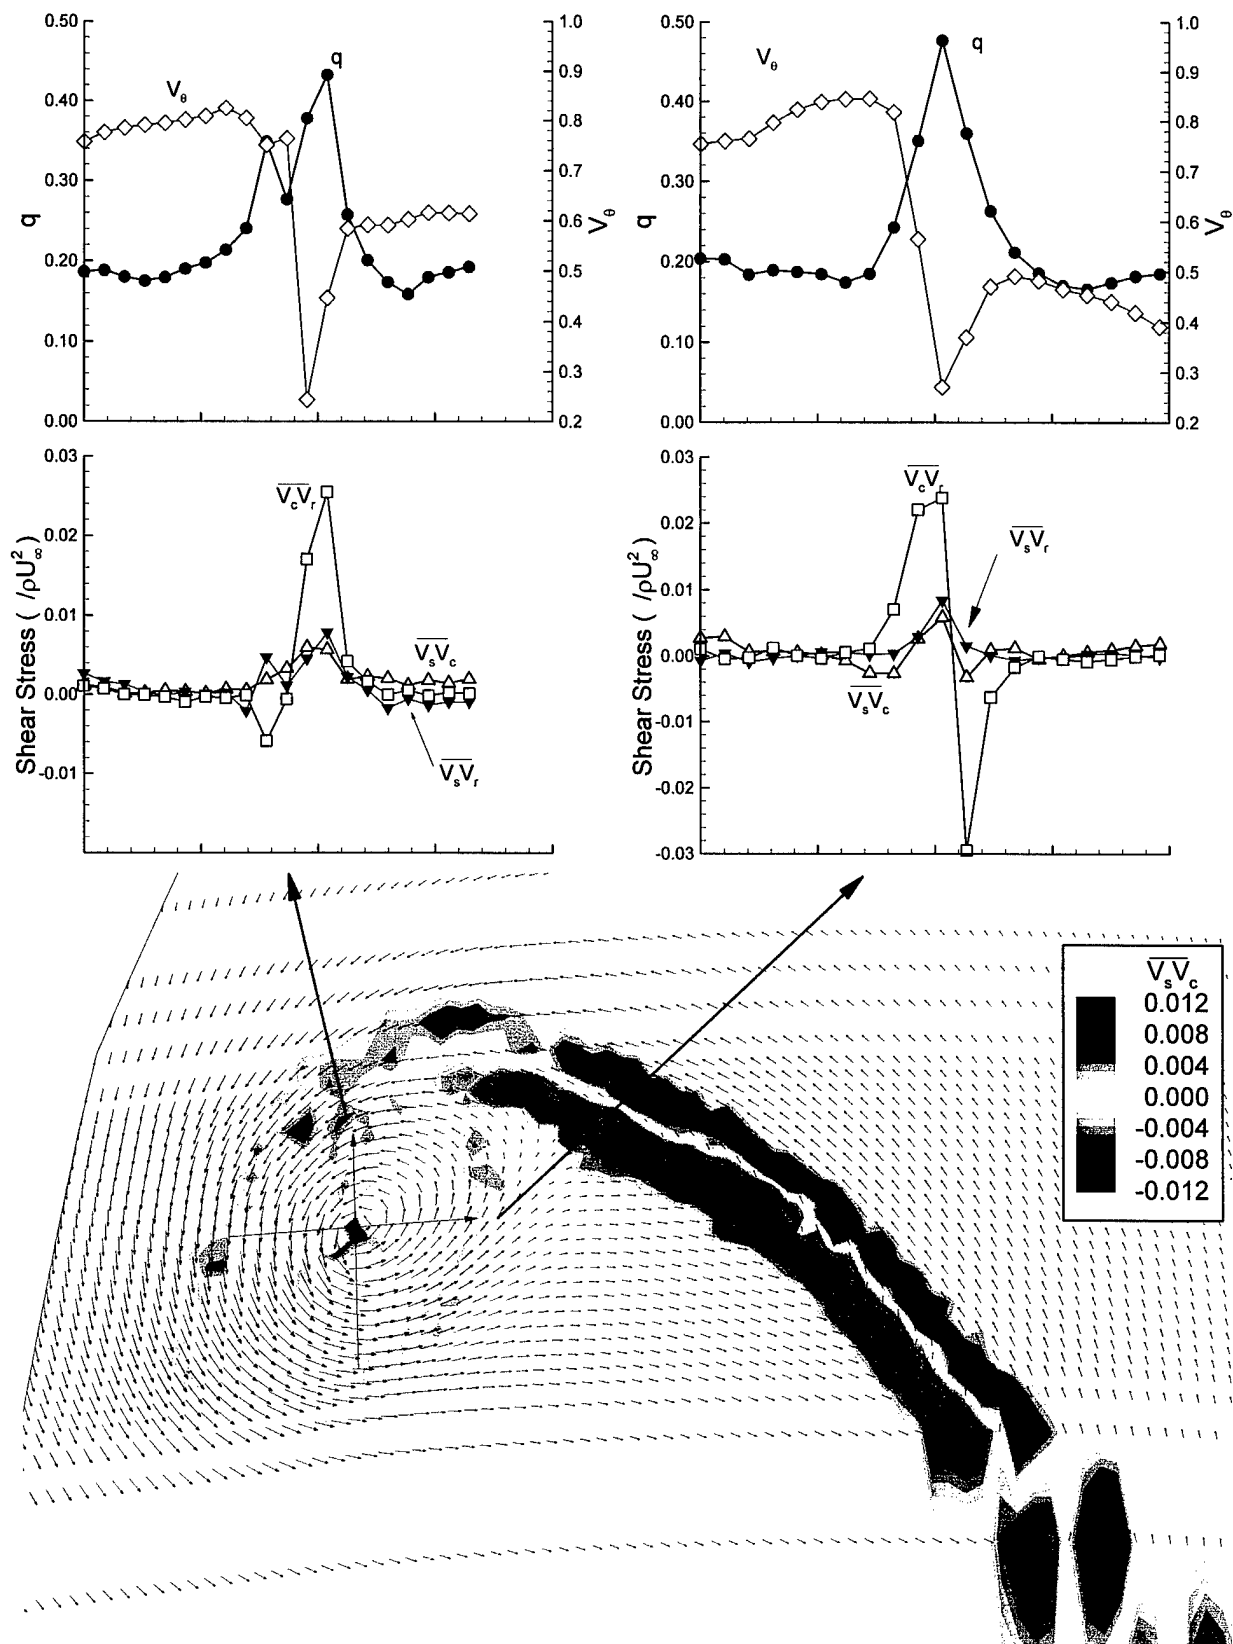 0.50
0.40
0.30
0.20
0.10
0.00
q
V_θ
q
1.0
0.9
0.8
0.7
0.6
0.5
0.4
0.3
0.2
V_θ
0.50
0.40
0.30
0.20
0.10
0.00
q
V_θ
q
1.0
0.9
0.8
0.7
0.6
0.5
0.4
0.3
0.2
V_θ
0.03
0.02
0.01
0.00
-0.01
Shear Stress ( /ρU²∞)
V_cV_r
V_sV_c
V_sV_r
0.03
0.02
0.01
0.00
-0.01
-0.02
-0.03
Shear Stress ( /ρU²∞)
V_cV_r
V_sV_r
V_sV_c
V_sV_c
0.012
0.008
0.004
0.000
-0.004
-0.008
-0.012